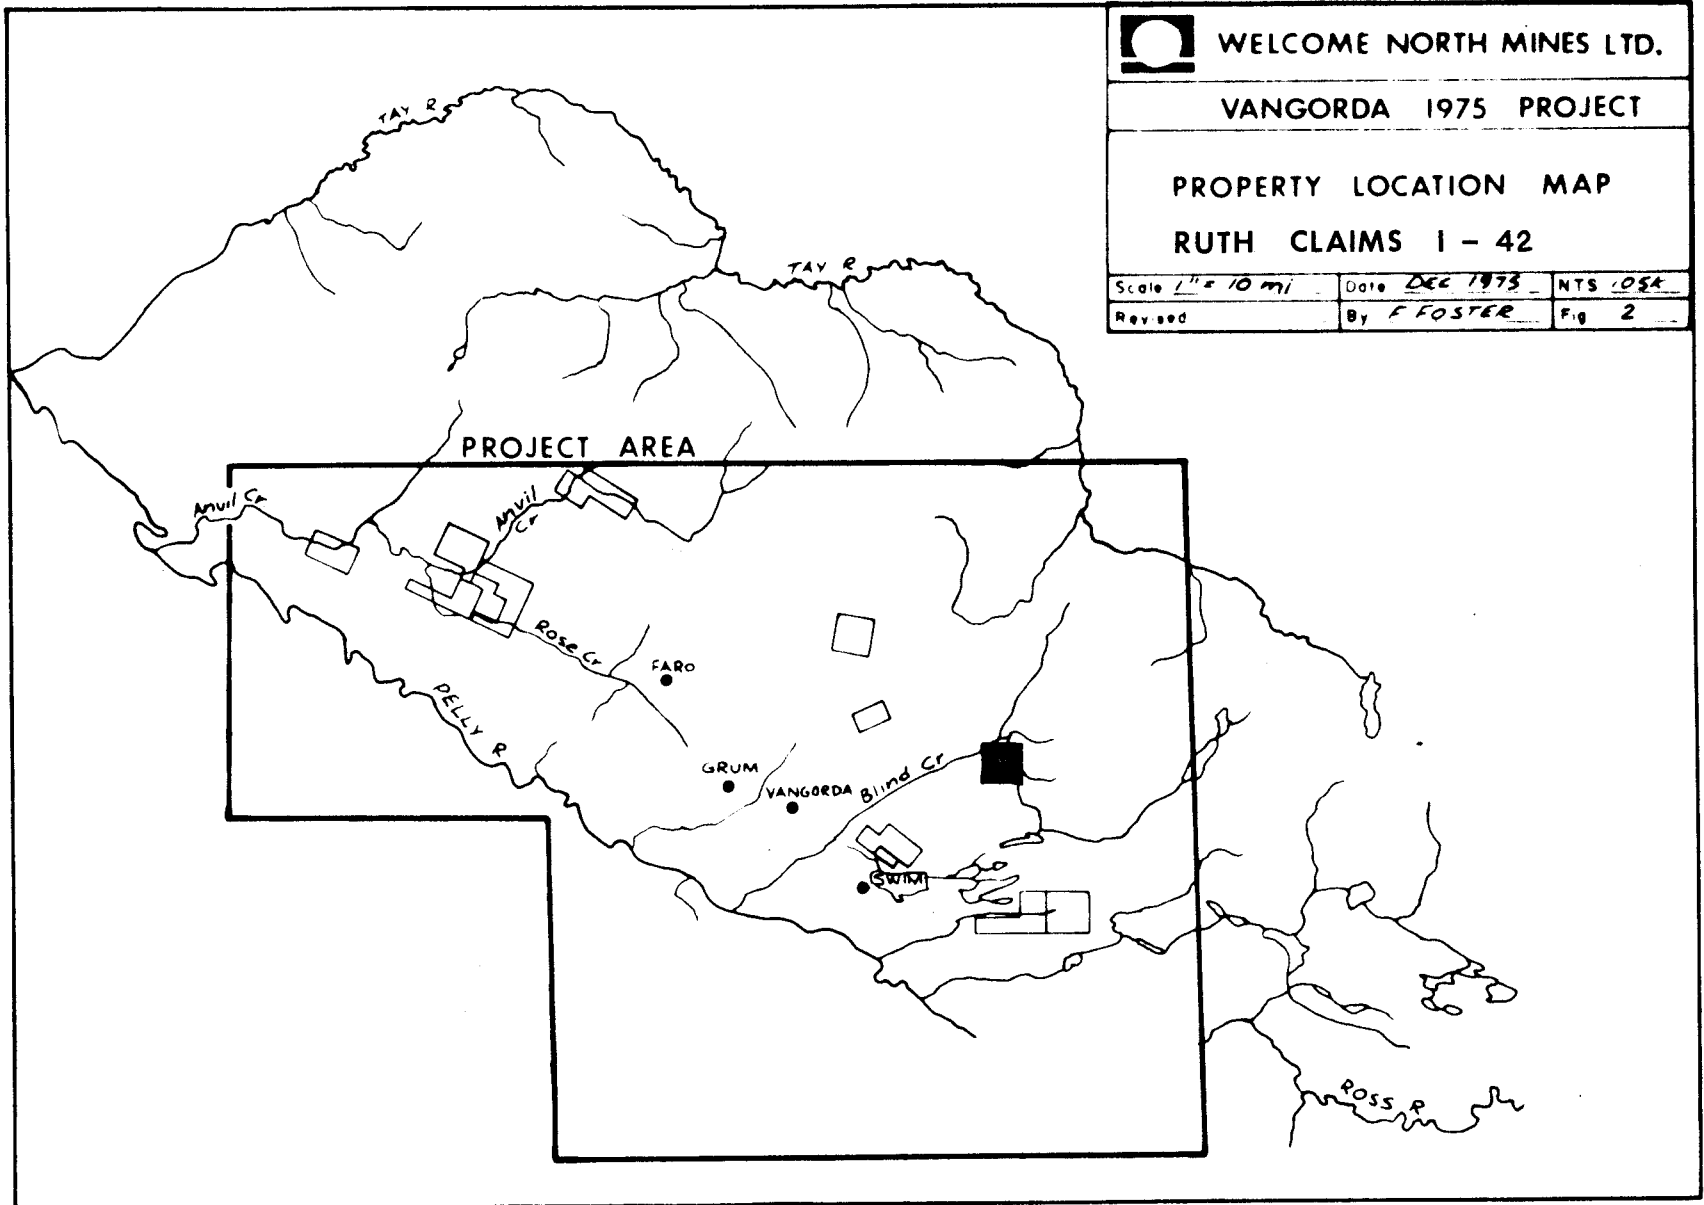 WELCOME NORTH MINES LTD.
VANGORDA 1975 PROJECT
PROPERTY LOCATION MAP
RUTH CLAIMS 1 - 42
Scale 1" = 10 mi Date DEC 1975 NTS 105K
Revised By F FOSTER Fig 2
TAY R
TAY R
PROJECT AREA
Anvil Cr
Anvil
Cr
Rose Cr
FARO
PELLY R
GRUM
VANGORDA
Blind Cr
SWIM
ROSS R